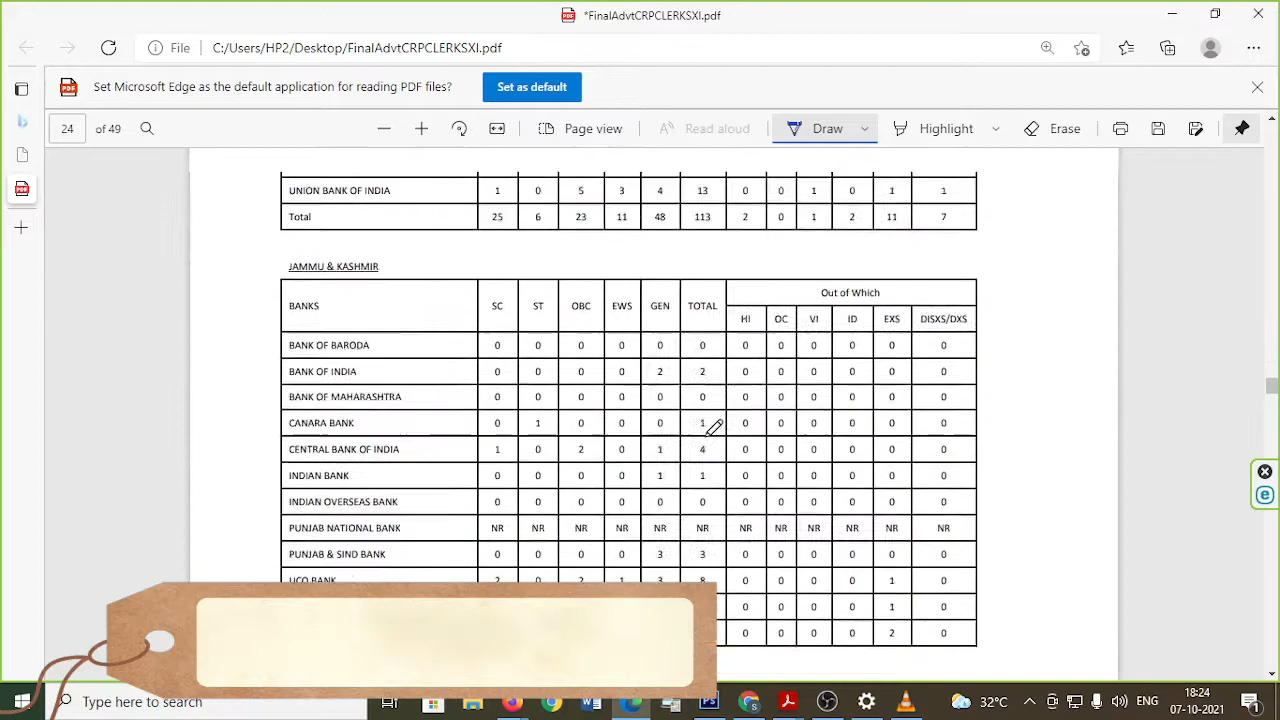 *FinalAdvtCRPCLERKSXI.pdf
File C:/Users/HP2/Desktop/FinalAdvtCRPCLERKSXI.pdf
Set Microsoft Edge as the default application for reading PDF files? Set as default
24 of 49 Page view Read aloud Draw Highlight Erase
UNION BANK OF INDIA 1 0 5 3 4 13 0 0 1 0 1 1
Total 25 6 23 11 48 113 2 0 1 2 11 7
JAMMU & KASHMIR
BANKS SC ST OBC EWS GEN TOTAL Out of Which
HI OC VI ID EXS DISXS/DXS
BANK OF BARODA 0 0 0 0 0 0 0 0 0 0 0 0
BANK OF INDIA 0 0 0 0 2 2 0 0 0 0 0 0
BANK OF MAHARASHTRA 0 0 0 0 0 0 0 0 0 0 0 0
CANARA BANK 0 1 0 0 0 1 0 0 0 0 0 0
CENTRAL BANK OF INDIA 1 0 2 0 1 4 0 0 0 0 0 0
INDIAN BANK 0 0 0 0 1 1 0 0 0 0 0 0
INDIAN OVERSEAS BANK 0 0 0 0 0 0 0 0 0 0 0 0
PUNJAB NATIONAL BANK NR NR NR NR NR NR NR NR NR NR NR NR
PUNJAB & SIND BANK 0 0 0 0 3 3 0 0 0 0 0 0
UCO BANK 2 0 2 1 3 8 0 0 0 0 1 0
0 0 0 0 1 0
0 0 0 0 2 0
Type here to search 32°C ENG 18:24
07-10-2021